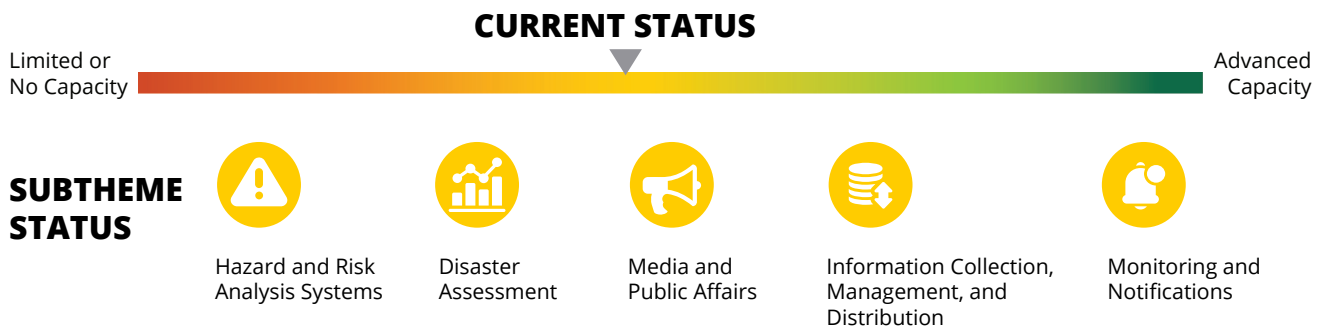 CURRENT STATUS
Limited or
No Capacity
Advanced
Capacity
SUBTHEME
STATUS
Hazard and Risk
Analysis Systems
Disaster
Assessment
Media and
Public Affairs
Information Collection,
Management, and
Distribution
Monitoring and
Notifications